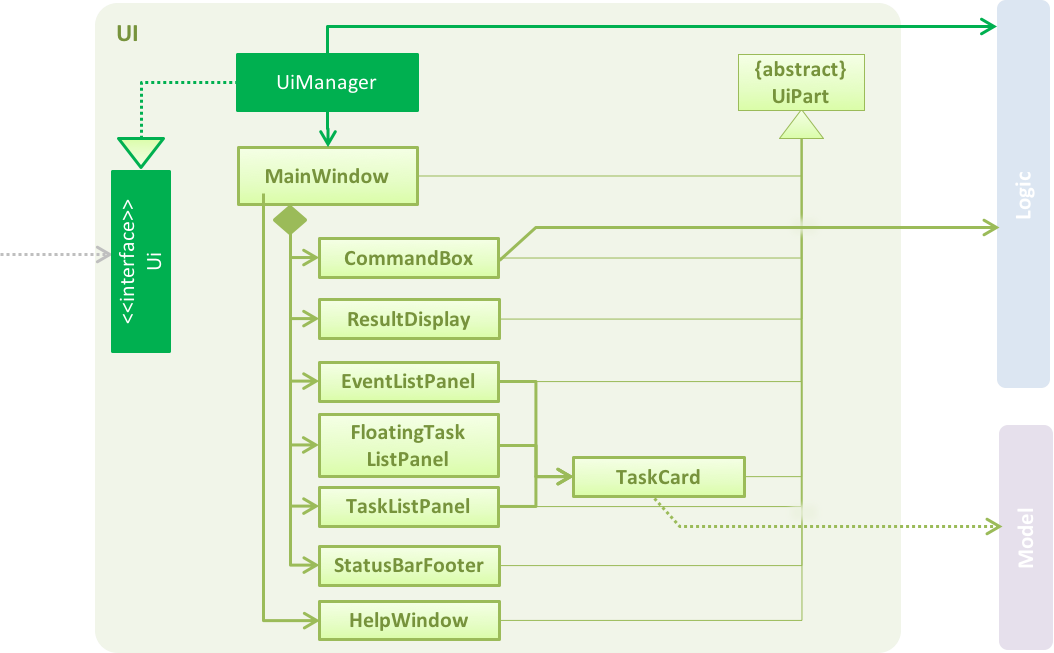 UI
UiManager
{abstract}
UiPart
MainWindow
<<interface>>
Ui
Logic
CommandBox
ResultDisplay
EventListPanel
FloatingTask
ListPanel
TaskCard
TaskListPanel
Model
StatusBarFooter
HelpWindow